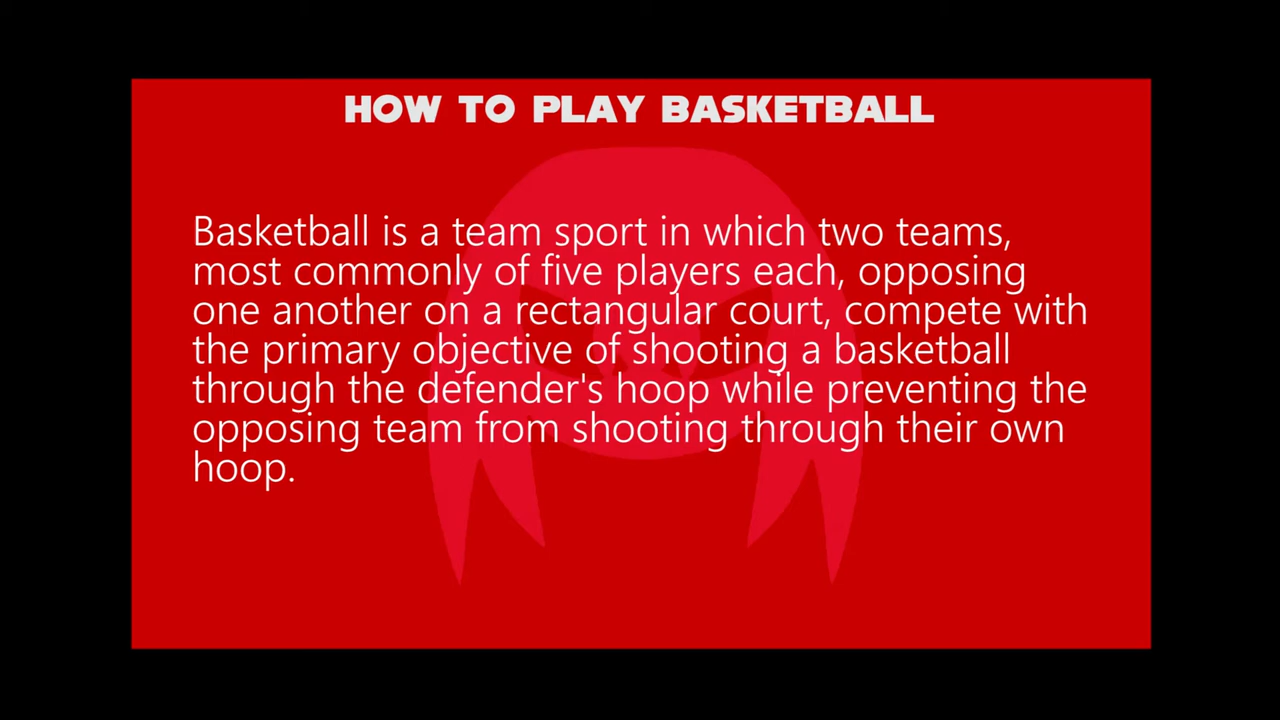 HOW TO PLAY BASKETBALL
Basketball is a team sport in which two teams,
most commonly of five players each, opposing
one another on a rectangular court, compete with
the primary objective of shooting a basketball
through the defender's hoop while preventing the
opposing team from shooting through their own
hoop.